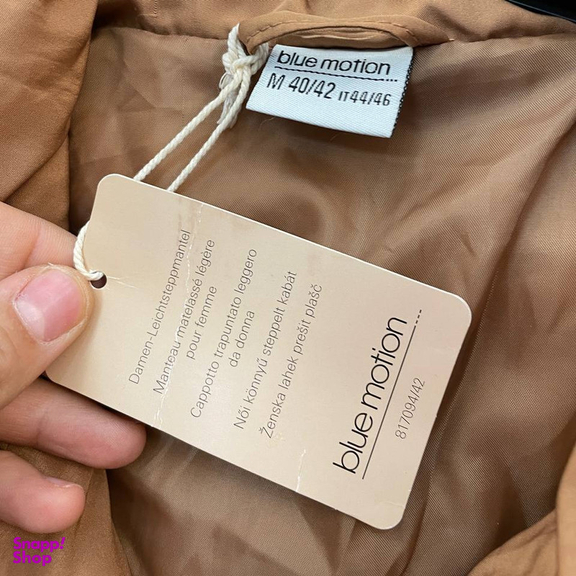 blue motion
M 40/42 IT44/46
Damen-Leichtsteppmantel
Manteau matelassé légère
pour femme
Cappotto trapuntato leggero
da donna
Női könnyű steppelt kabát
Ženska lahek prešit plašč
blue motion
817094/42
Snapp!
Shop